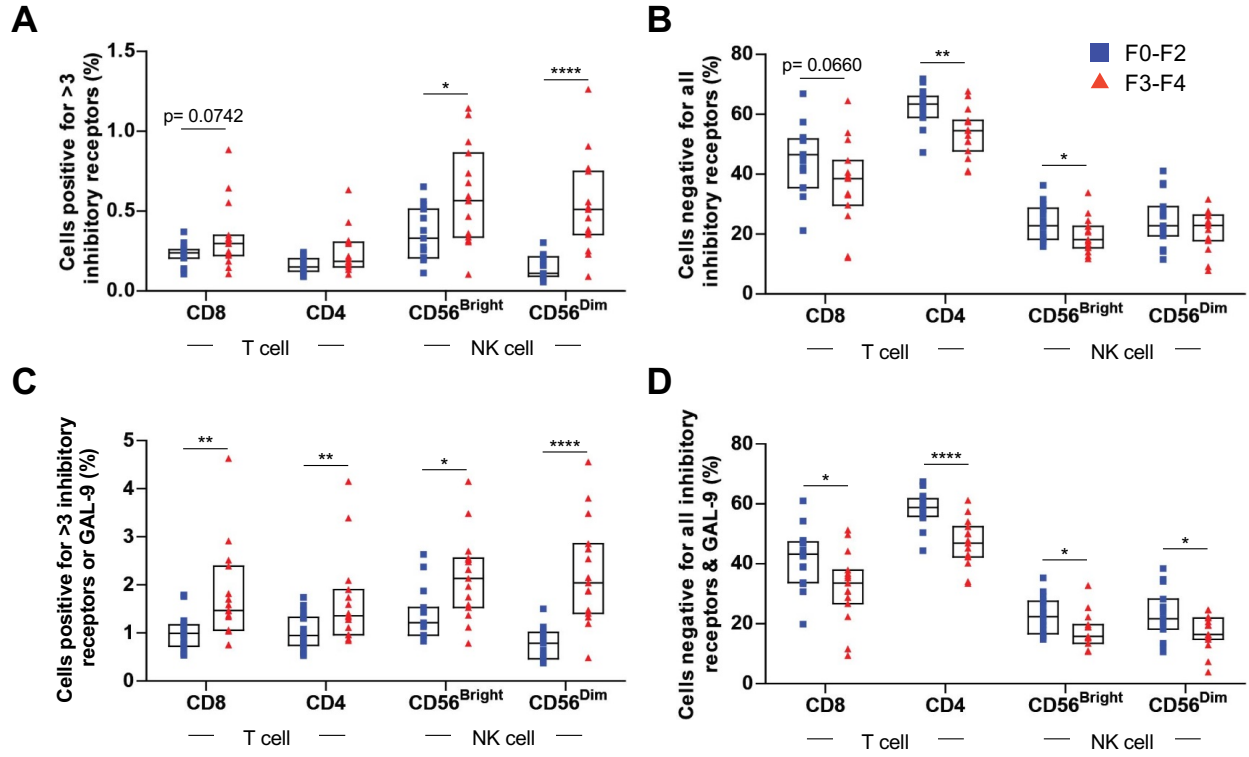 A
Cells positive for >3
inhibitory receptors (%)
1.5
1.0
0.5
0.0
p= 0.0742
*
****
CD8
CD4
CD56Bright
CD56Dim
T cell
NK cell
B
Cells negative for all
inhibitory receptors (%)
80
60
40
20
0
p= 0.0660
**
*
F0-F2
F3-F4
CD8
CD4
CD56Bright
CD56Dim
T cell
NK cell
C
Cells positive for >3 inhibitory
receptors or GAL-9 (%)
5
4
3
2
1
0
**
**
*
****
CD8
CD4
CD56Bright
CD56Dim
T cell
NK cell
D
Cells negative for all inhibitory
receptors & GAL-9 (%)
80
60
40
20
0
*
****
*
*
CD8
CD4
CD56Bright
CD56Dim
T cell
NK cell